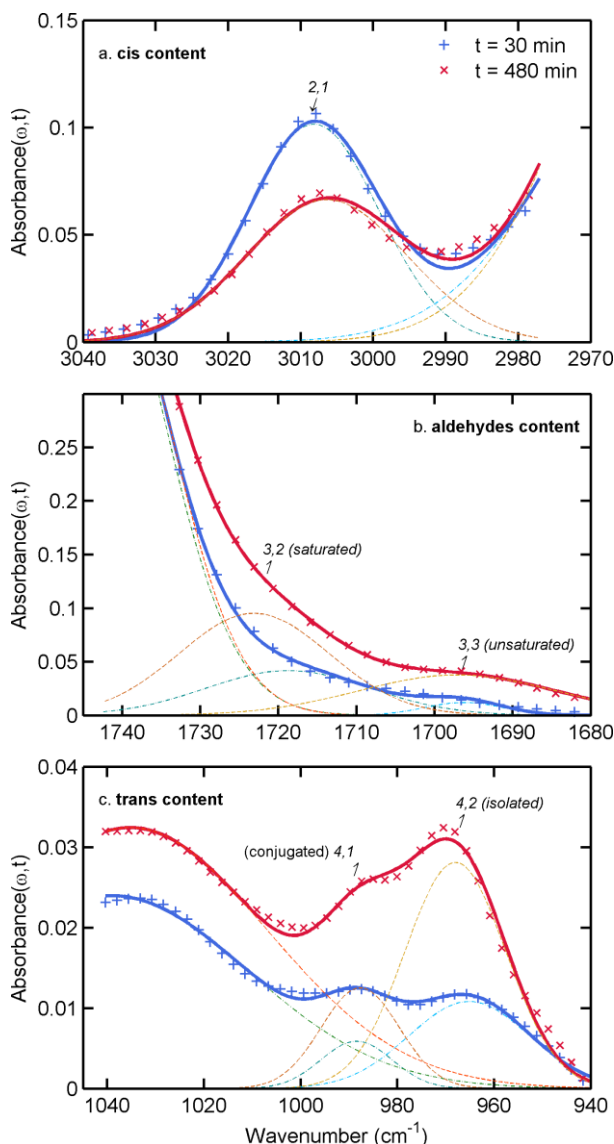 0.15
a. cis content
+ t = 30 min
× t = 480 min
2,1
0.1
0.05
0
Absorbance(ω,t)
3040 3030 3020 3010 3000 2990 2980 2970
b. aldehydes content
0.25
0.2
0.15
0.1
0.05
0
Absorbance(ω,t)
3,2 (saturated)
3,3 (unsaturated)
1740 1730 1720 1710 1700 1690 1680
0.04
c. trans content
4,2 (isolated)
(conjugated) 4,1
0.03
0.02
0.01
0
Absorbance(ω,t)
1040 1020 1000 980 960 940
Wavenumber (cm⁻¹)